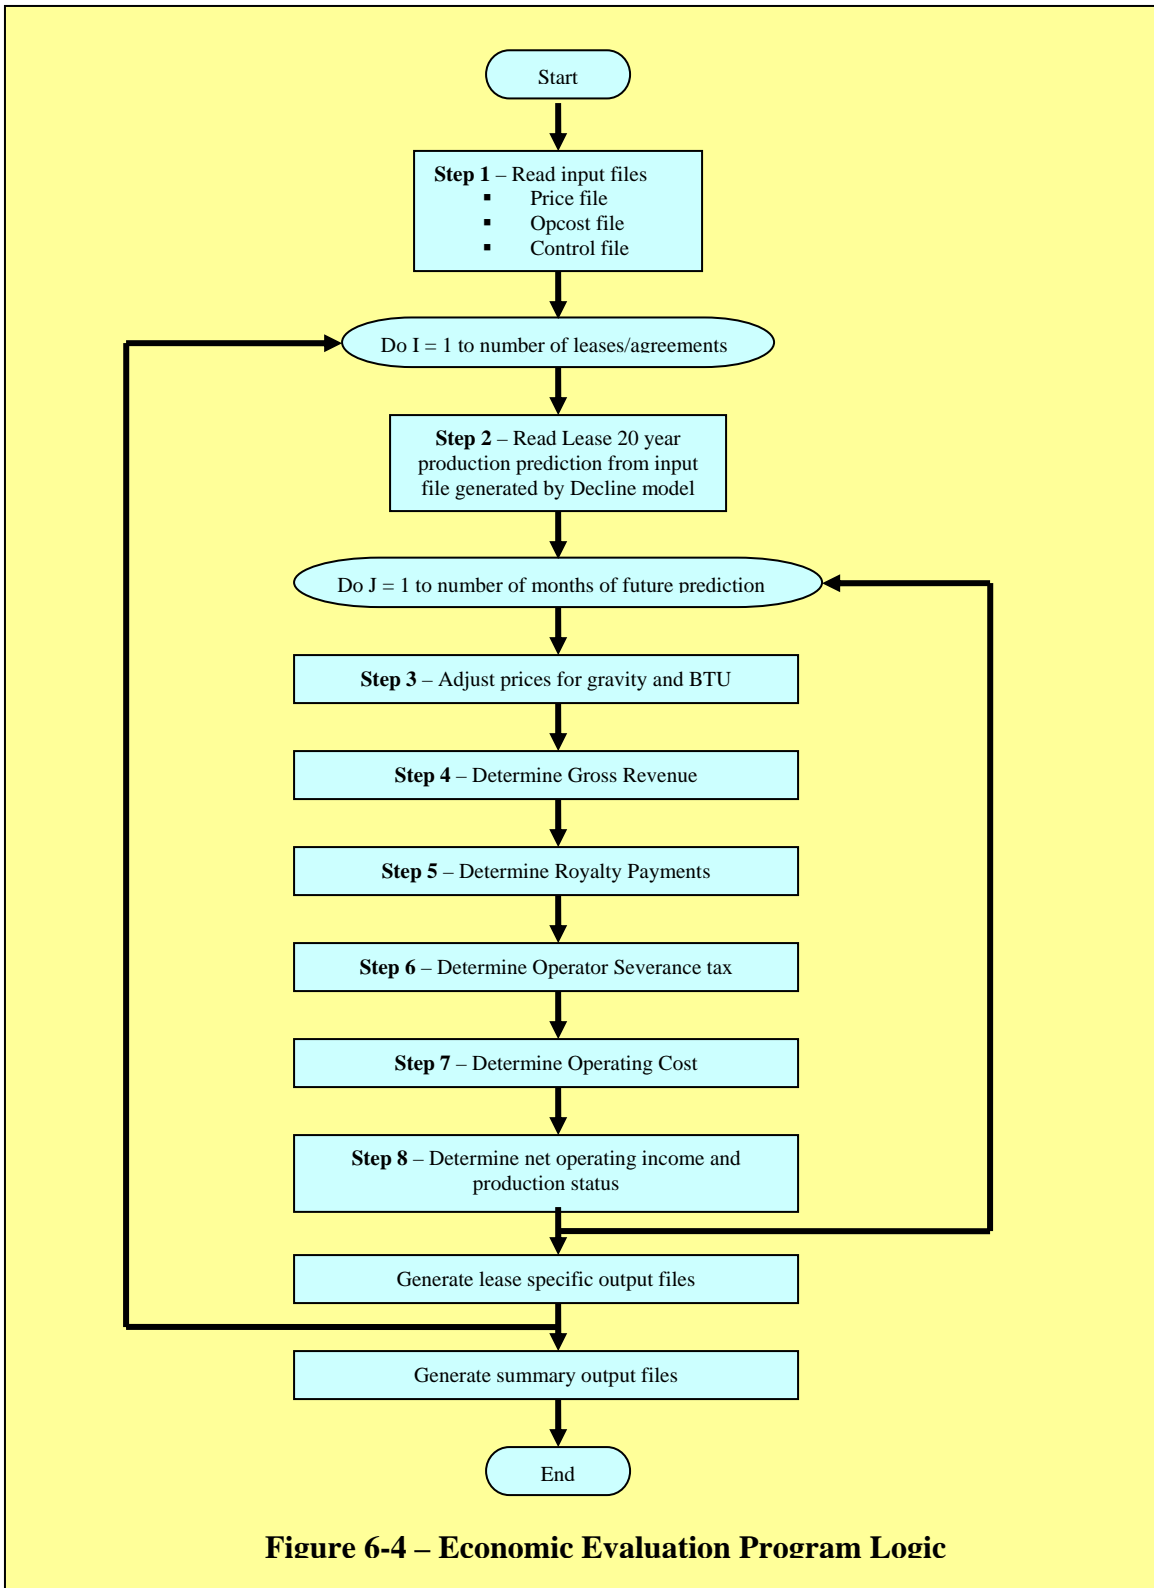 Start
Step 1 – Read input files
▪ Price file
▪ Opcost file
▪ Control file
Do I = 1 to number of leases/agreements
Step 2 – Read Lease 20 year
production prediction from input
file generated by Decline model
Do J = 1 to number of months of future prediction
Step 3 – Adjust prices for gravity and BTU
Step 4 – Determine Gross Revenue
Step 5 – Determine Royalty Payments
Step 6 – Determine Operator Severance tax
Step 7 – Determine Operating Cost
Step 8 – Determine net operating income and
production status
Generate lease specific output files
Generate summary output files
End
Figure 6-4 – Economic Evaluation Program Logic